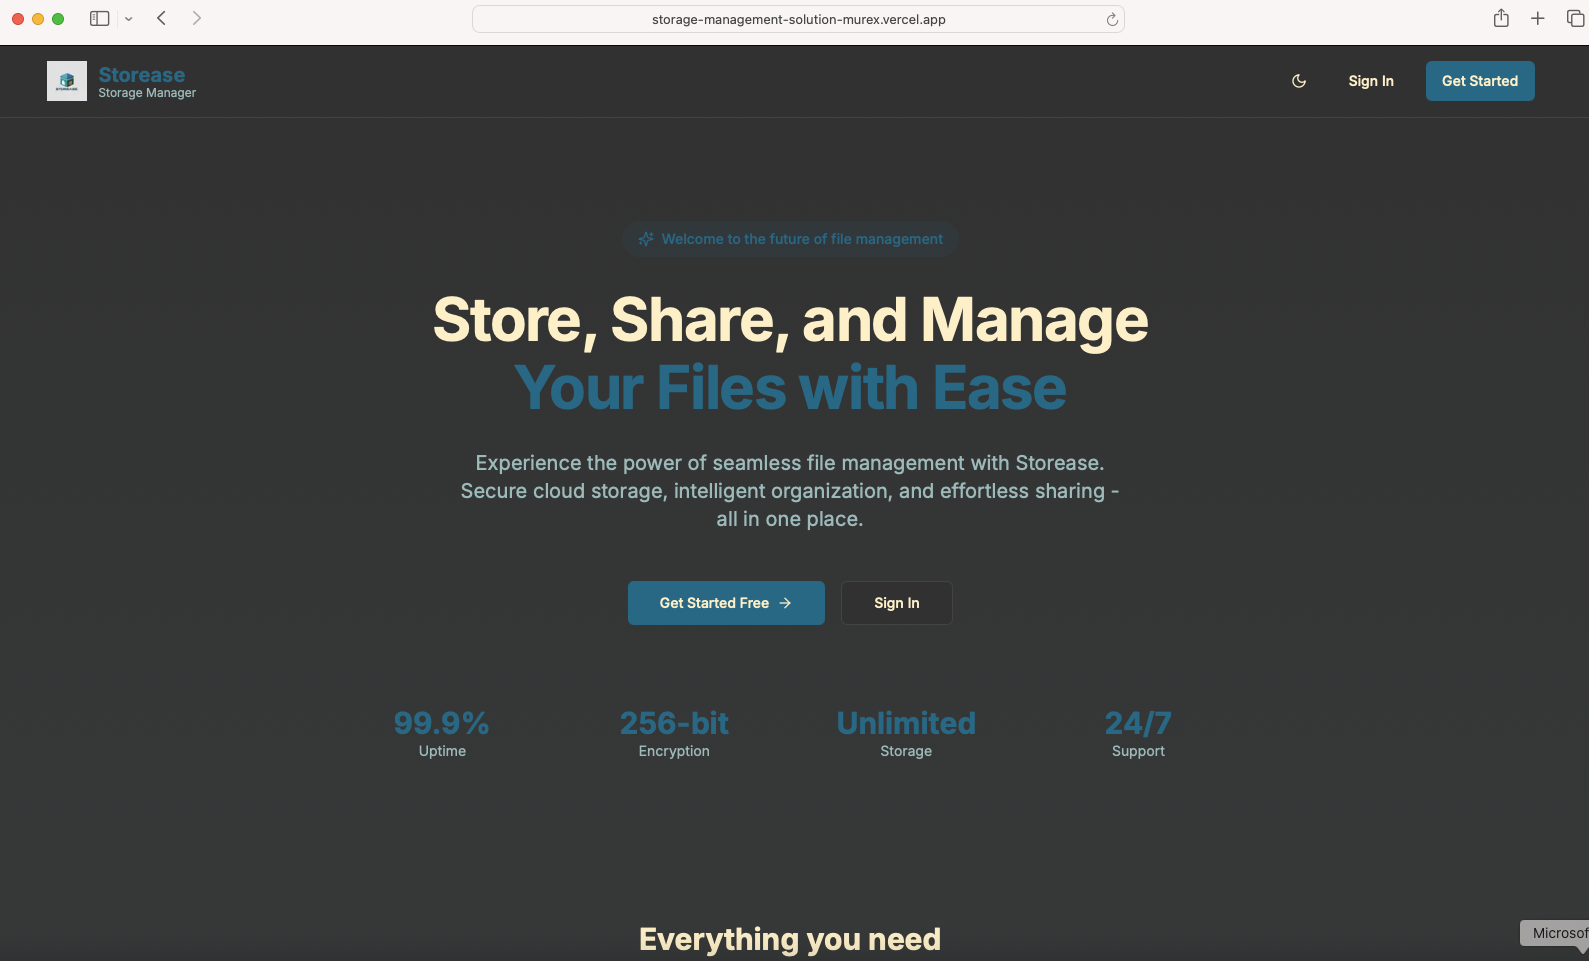 storage-management-solution-murex.vercel.app
Storease
Storage Manager
Sign In
Get Started
Welcome to the future of file management
Store, Share, and Manage
Your Files with Ease
Experience the power of seamless file management with Storease.
Secure cloud storage, intelligent organization, and effortless sharing -
all in one place.
Get Started Free
Sign In
99.9%
256-bit
Unlimited
24/7
Uptime
Encryption
Storage
Support
Everything you need
Microsof